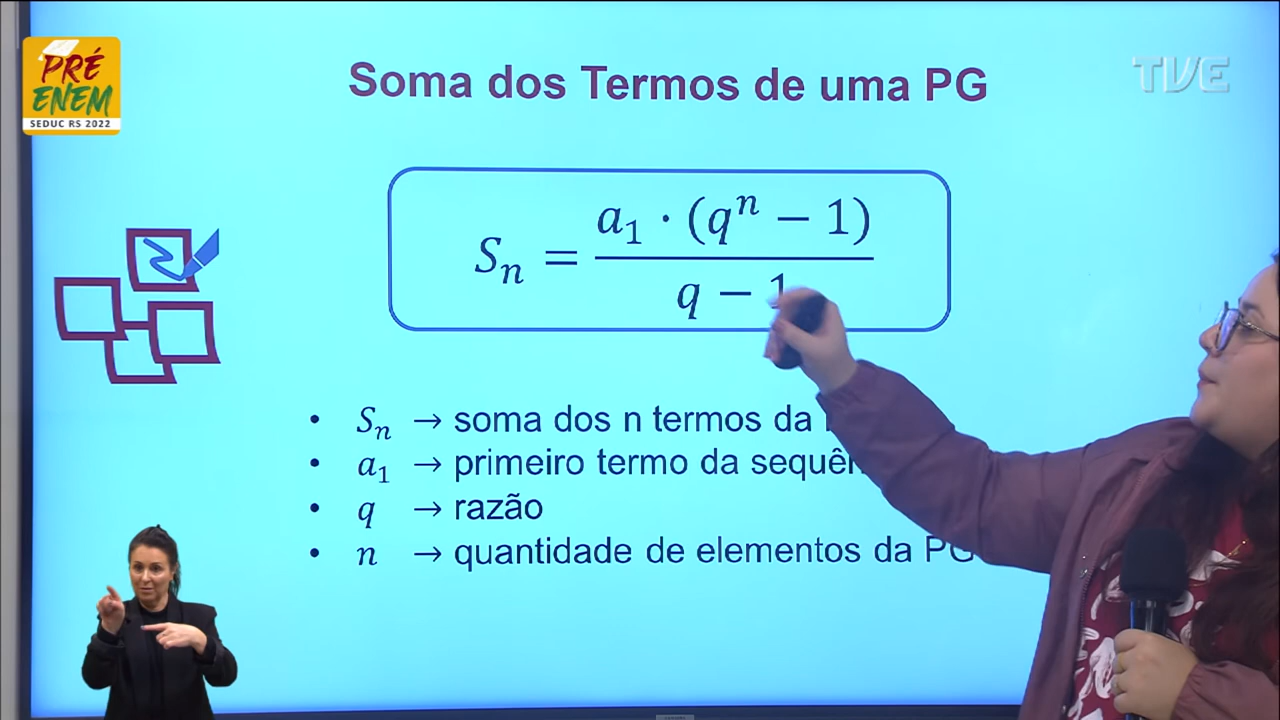 PRÉ
ENEM
SEDUC RS 2022
TVE
Soma dos Termos de uma PG
Sₙ = a₁ · (qⁿ − 1) / q − 1
• Sₙ → soma dos n termos da
• a₁ → primeiro termo da
• q → razão
• n → quantidade de elementos da PG